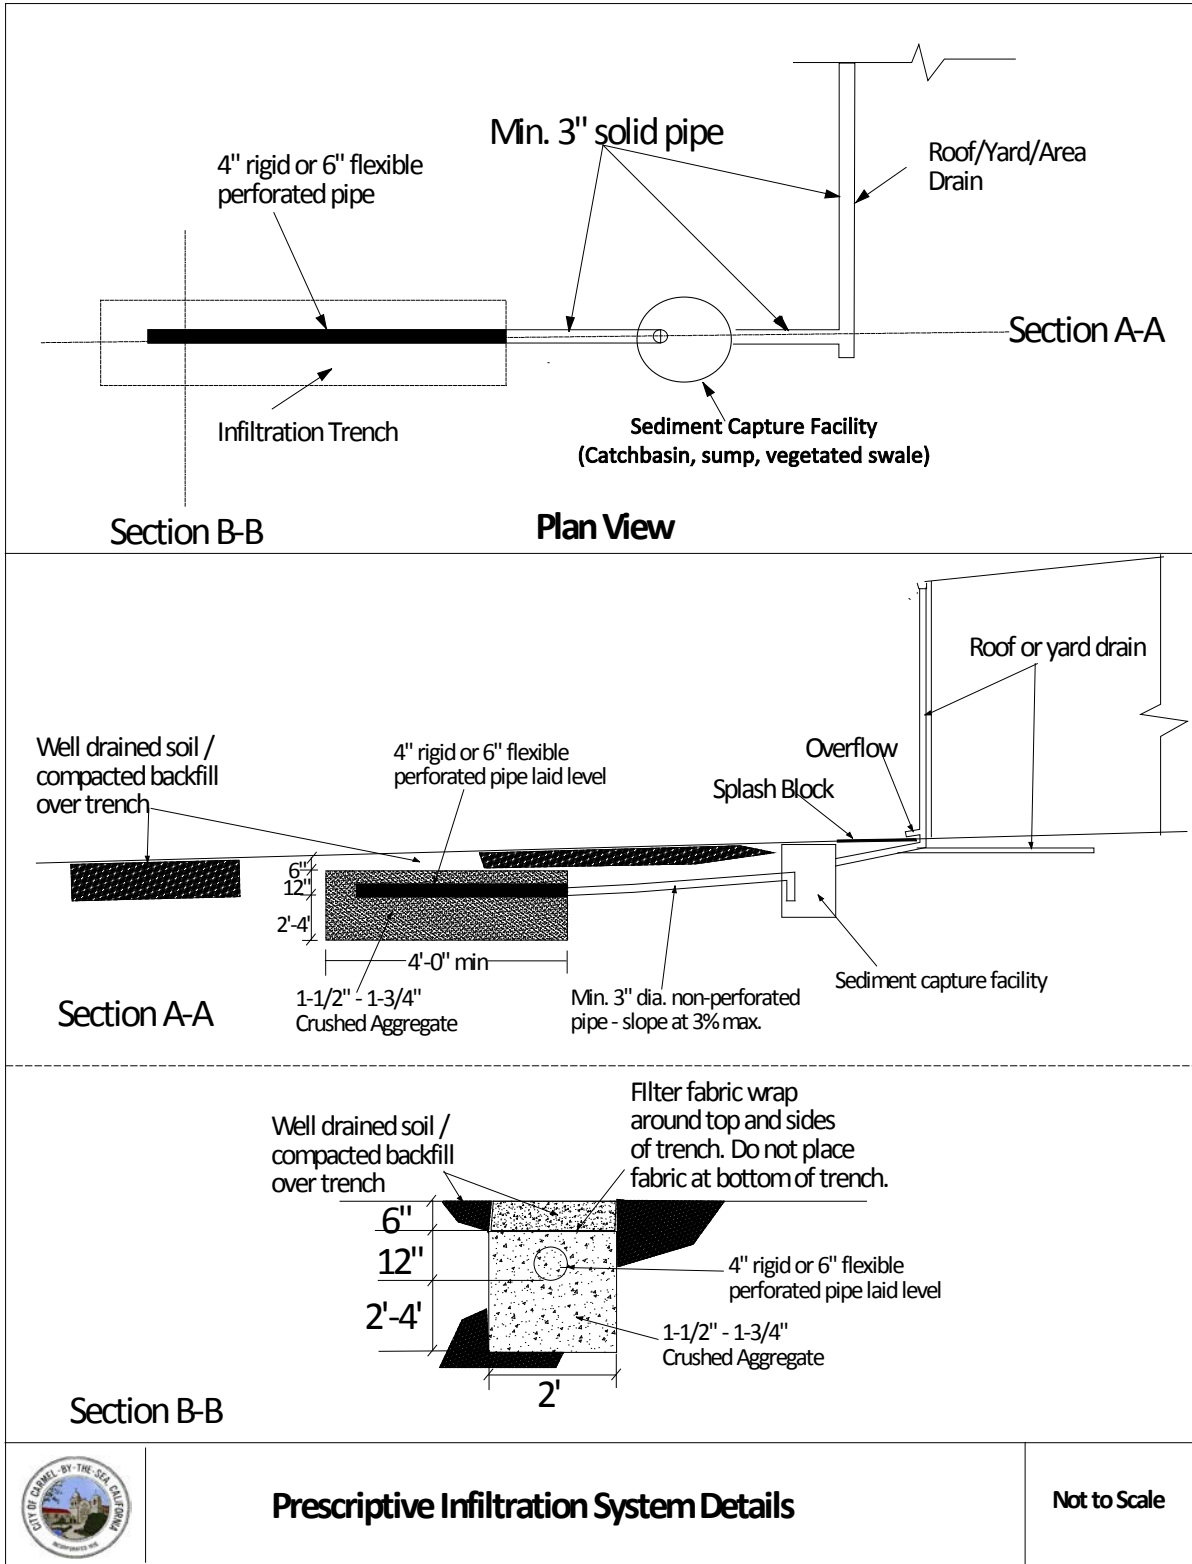 Min. 3" solid pipe
4" rigid or 6" flexible
perforated pipe
Roof/Yard/Area
Drain
Section A-A
Infiltration Trench
Sediment Capture Facility
(Catchbasin, sump, vegetated swale)
Section B-B
Plan View
Roof or yard drain
Well drained soil /
compacted backfill
over trench
4" rigid or 6" flexible
perforated pipe laid level
Overflow
Splash Block
6"
12"
2'-4'
4'-0" min
1-1/2" - 1-3/4"
Crushed Aggregate
Min. 3" dia. non-perforated
pipe - slope at 3% max.
Sediment capture facility
Section A-A
FIlter fabric wrap
around top and sides
of trench. Do not place
fabric at bottom of trench.
Well drained soil /
compacted backfill
over trench
6"
12"
2'-4'
4" rigid or 6" flexible
perforated pipe laid level
1-1/2" - 1-3/4"
Crushed Aggregate
2'
Section B-B
CITY OF CARMEL-BY-THE-SEA, CALIFORNIA
Prescriptive Infiltration System Details
Not to Scale